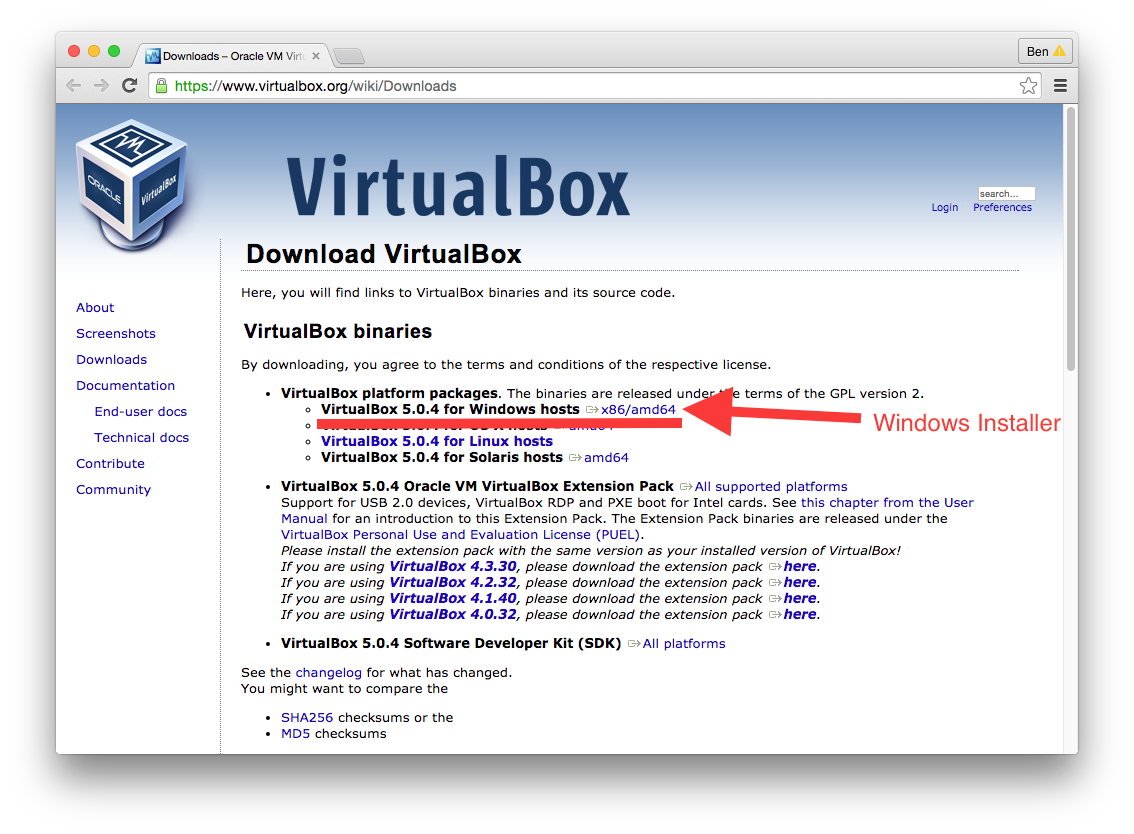 Downloads – Oracle VM Virtu
Ben
https://www.virtualbox.org/wiki/Downloads
ORACLE
VirtualBox
VirtualBox
search...
Login Preferences
Download VirtualBox
Here, you will find links to VirtualBox binaries and its source code.
About
Screenshots
Downloads
Documentation
End-user docs
Technical docs
Contribute
Community
VirtualBox binaries
By downloading, you agree to the terms and conditions of the respective license.
VirtualBox platform packages. The binaries are released under the terms of the GPL version 2.
VirtualBox 5.0.4 for Windows hosts x86/amd64
Windows Installer
VirtualBox 5.0.4 for OS X hosts amd64
VirtualBox 5.0.4 for Linux hosts
VirtualBox 5.0.4 for Solaris hosts amd64
VirtualBox 5.0.4 Oracle VM VirtualBox Extension Pack All supported platforms
Support for USB 2.0 devices, VirtualBox RDP and PXE boot for Intel cards. See this chapter from the User
Manual for an introduction to this Extension Pack. The Extension Pack binaries are released under the
VirtualBox Personal Use and Evaluation License (PUEL).
Please install the extension pack with the same version as your installed version of VirtualBox!
If you are using VirtualBox 4.3.30, please download the extension pack here.
If you are using VirtualBox 4.2.32, please download the extension pack here.
If you are using VirtualBox 4.1.40, please download the extension pack here.
If you are using VirtualBox 4.0.32, please download the extension pack here.
VirtualBox 5.0.4 Software Developer Kit (SDK) All platforms
See the changelog for what has changed.
You might want to compare the
SHA256 checksums or the
MD5 checksums